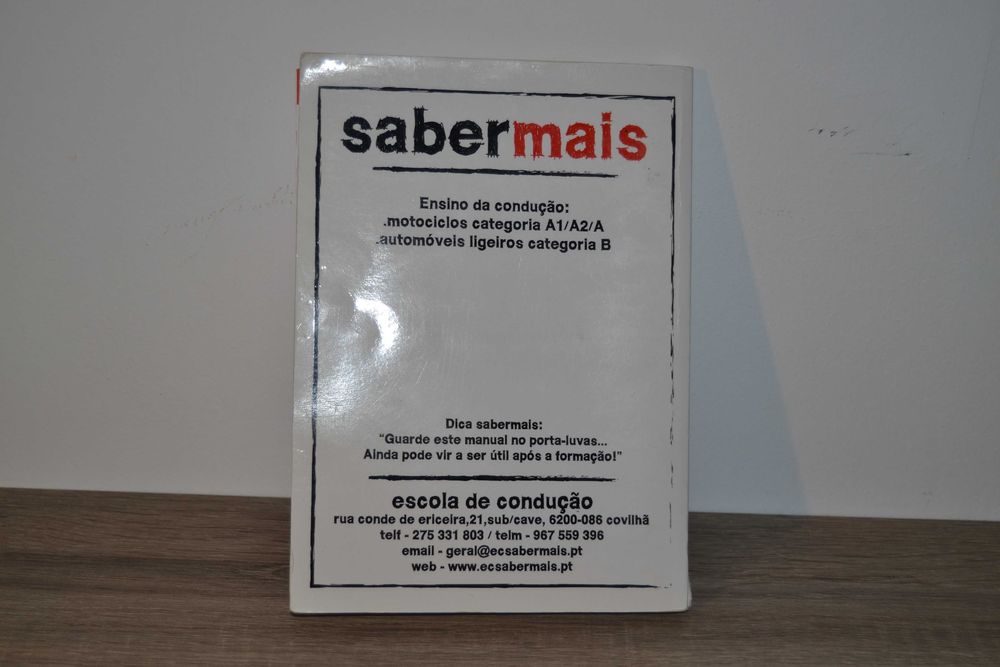 sabermais
Ensino da condução:
.motociclos categoria A1/A2/A
.automóveis ligeiros categoria B
Dica sabermais:
“Guarde este manual no porta-luvas...
Ainda pode vir a ser útil após a formação!”
escola de condução
rua conde de ericeira,21,sub/cave, 6200-086 covilhã
telf - 275 331 803 / telm - 967 559 396
email - geral@ecsabermais.pt
web - www.ecsabermais.pt